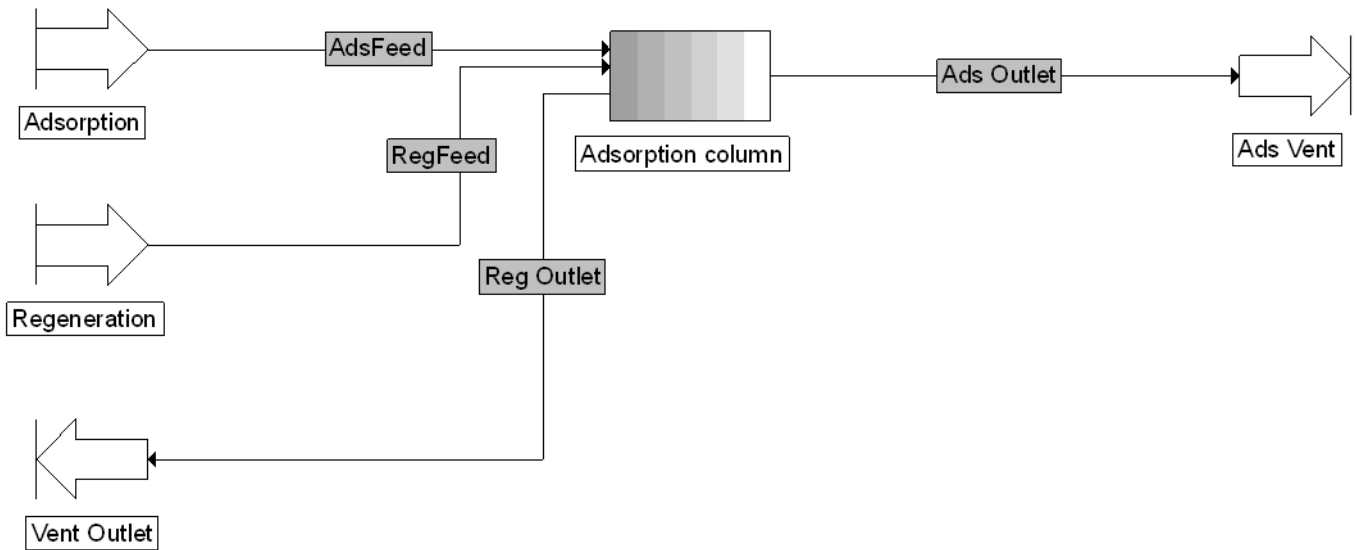 AdsFeed
Ads Outlet
Adsorption
RegFeed
Adsorption column
Ads Vent
Reg Outlet
Regeneration
Vent Outlet